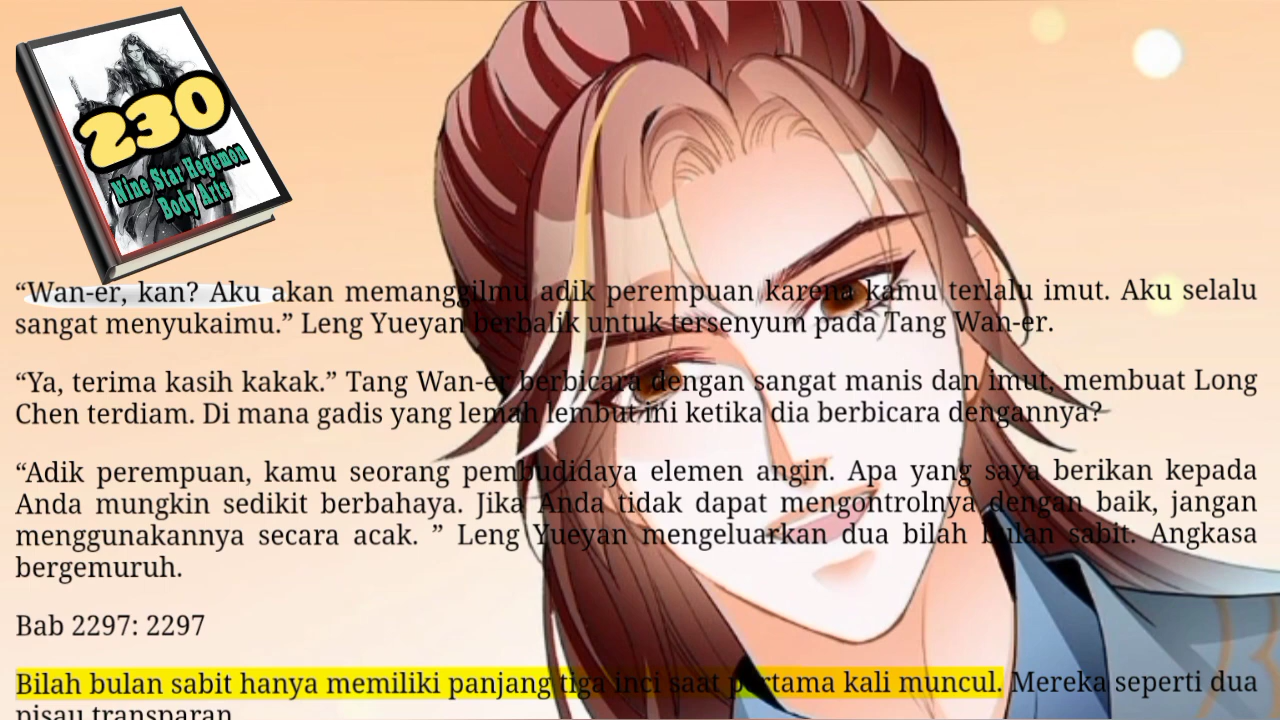 230
Nine Star Hegemon
Body Arts
“Wan-er, kan? Aku akan memanggilmu adik perempuan karena kamu terlalu imut. Aku selalu
sangat menyukaimu.” Leng Yueyan berbalik untuk tersenyum pada Tang Wan-er.
“Ya, terima kasih kakak.” Tang Wan-er berbicara dengan sangat manis dan imut, membuat Long
Chen terdiam. Di mana gadis yang lemah lembut ini ketika dia berbicara dengannya?
“Adik perempuan, kamu seorang pembudidaya elemen angin. Apa yang saya berikan kepada
Anda mungkin sedikit berbahaya. Jika Anda tidak dapat mengontrolnya dengan baik, jangan
menggunakannya secara acak. ” Leng Yueyan mengeluarkan dua bilah bulan sabit. Angkasa
bergemuruh.
Bab 2297: 2297
Bilah bulan sabit hanya memiliki panjang tiga inci saat pertama kali muncul. Mereka seperti dua
pisau transparan.